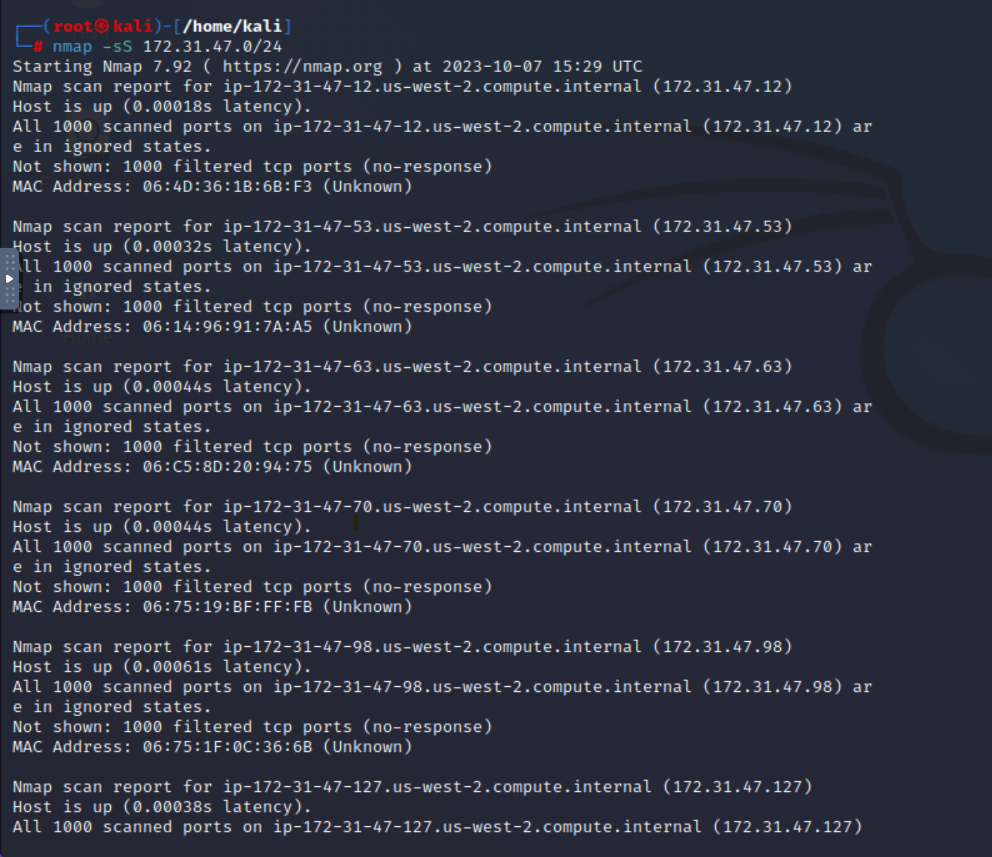 ┌──(root㉿kali)-[/home/kali]
└─# nmap -sS 172.31.47.0/24
Starting Nmap 7.92 ( https://nmap.org ) at 2023-10-07 15:29 UTC
Nmap scan report for ip-172-31-47-12.us-west-2.compute.internal (172.31.47.12)
Host is up (0.00018s latency).
All 1000 scanned ports on ip-172-31-47-12.us-west-2.compute.internal (172.31.47.12) ar
e in ignored states.
Not shown: 1000 filtered tcp ports (no-response)
MAC Address: 06:4D:36:1B:6B:F3 (Unknown)
Nmap scan report for ip-172-31-47-53.us-west-2.compute.internal (172.31.47.53)
Host is up (0.00032s latency).
All 1000 scanned ports on ip-172-31-47-53.us-west-2.compute.internal (172.31.47.53) ar
e in ignored states.
Not shown: 1000 filtered tcp ports (no-response)
MAC Address: 06:14:96:91:7A:A5 (Unknown)
Home
Nmap scan report for ip-172-31-47-63.us-west-2.compute.internal (172.31.47.63)
Host is up (0.00044s latency).
All 1000 scanned ports on ip-172-31-47-63.us-west-2.compute.internal (172.31.47.63) ar
e in ignored states.
Not shown: 1000 filtered tcp ports (no-response)
MAC Address: 06:C5:8D:20:94:75 (Unknown)
Nmap scan report for ip-172-31-47-70.us-west-2.compute.internal (172.31.47.70)
Host is up (0.00044s latency).
All 1000 scanned ports on ip-172-31-47-70.us-west-2.compute.internal (172.31.47.70) ar
e in ignored states.
Not shown: 1000 filtered tcp ports (no-response)
MAC Address: 06:75:19:BF:FF:FB (Unknown)
Nmap scan report for ip-172-31-47-98.us-west-2.compute.internal (172.31.47.98)
Host is up (0.00061s latency).
All 1000 scanned ports on ip-172-31-47-98.us-west-2.compute.internal (172.31.47.98) ar
e in ignored states.
Not shown: 1000 filtered tcp ports (no-response)
MAC Address: 06:75:1F:0C:36:6B (Unknown)
Nmap scan report for ip-172-31-47-127.us-west-2.compute.internal (172.31.47.127)
Host is up (0.00038s latency).
All 1000 scanned ports on ip-172-31-47-127.us-west-2.compute.internal (172.31.47.127)